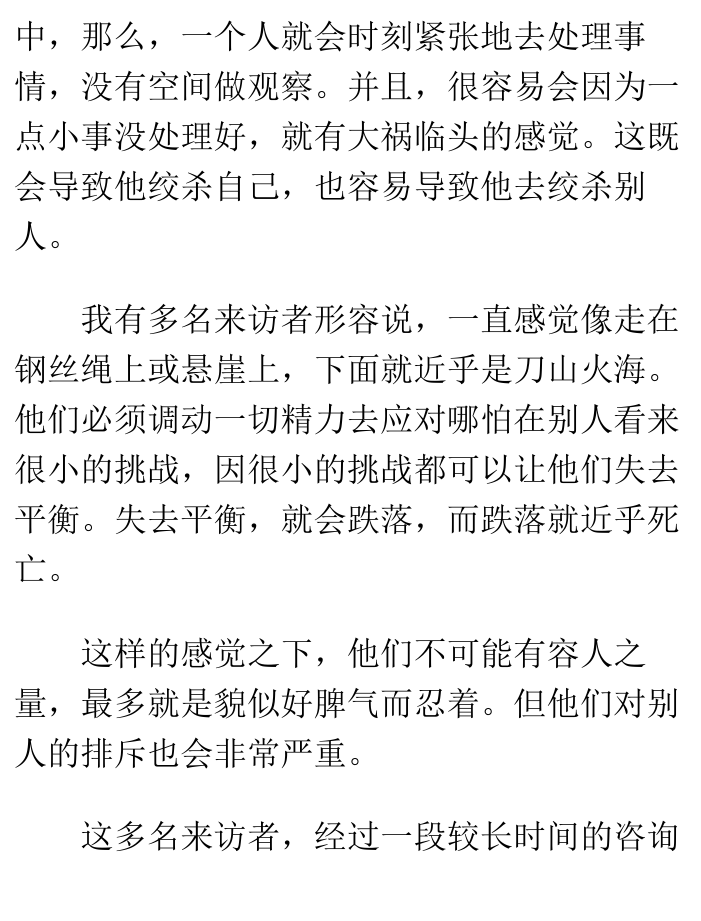 中，那么，一个人就会时刻紧张地去处理事
情，没有空间做观察。并且，很容易会因为一
点小事没处理好，就有大祸临头的感觉。这既
会导致他绞杀自己，也容易导致他去绞杀别
人。
我有多名来访者形容说，一直感觉像走在
钢丝绳上或悬崖上，下面就近乎是刀山火海。
他们必须调动一切精力去应对哪怕在别人看来
很小的挑战，因很小的挑战都可以让他们失去
平衡。失去平衡，就会跌落，而跌落就近乎死
亡。
这样的感觉之下，他们不可能有容人之
量，最多就是貌似好脾气而忍着。但他们对别
人的排斥也会非常严重。
这多名来访者，经过一段较长时间的咨询